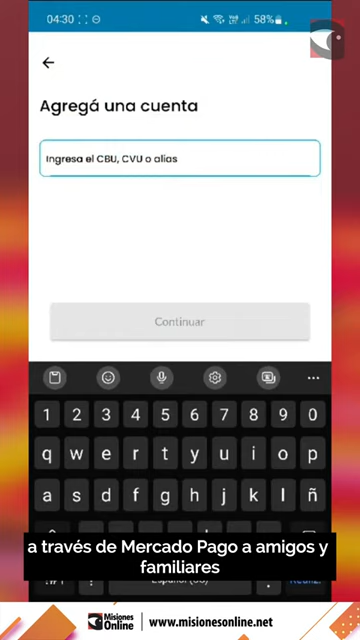 04:30
58%
Agregá una cuenta
Ingresa el CBU, CVU o alias
Continuar
1 2 3 4 5 6 7 8 9 0
q w e r t y u i o p
a s d f g h j k l ñ
a través de Mercado Pago a amigos y
familiares
Misiones
Online
www.misionesonline.net